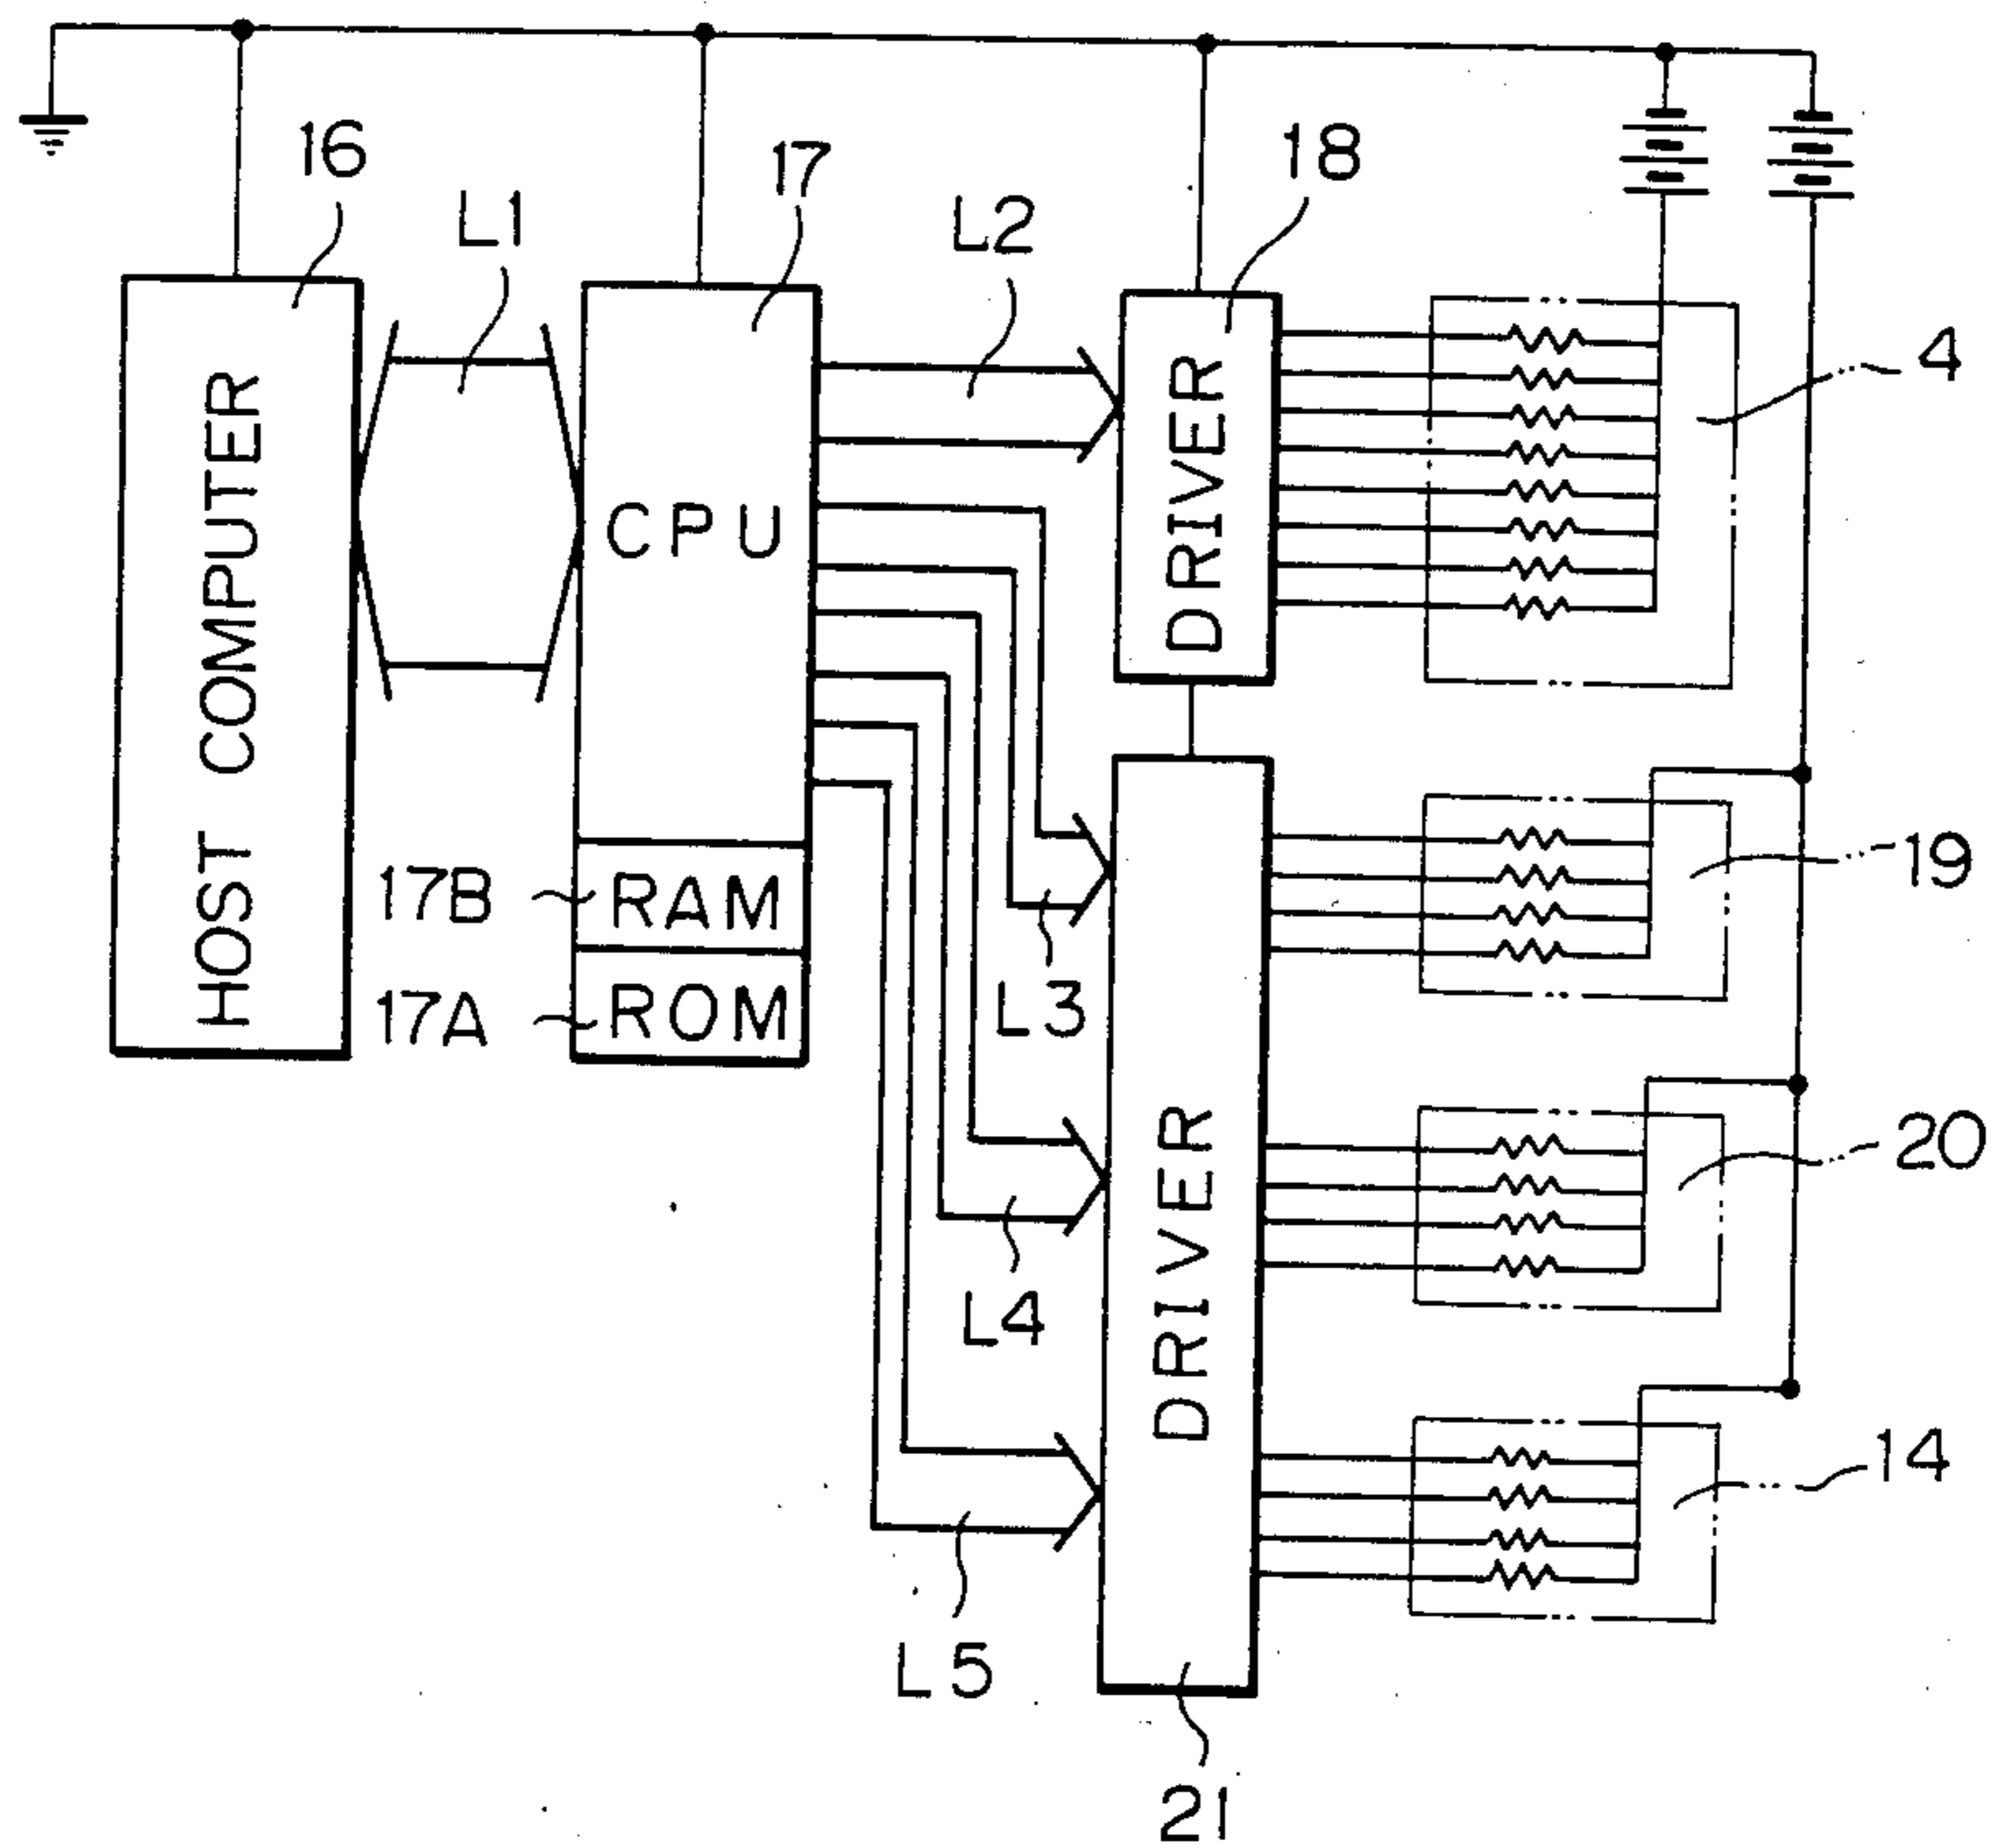 16
L1
17
L2
18
4
HOST COMPUTER
CPU
DRIVER
17B
RAM
17A
ROM
L3
19
DRIVER
20
L4
14
L5
21